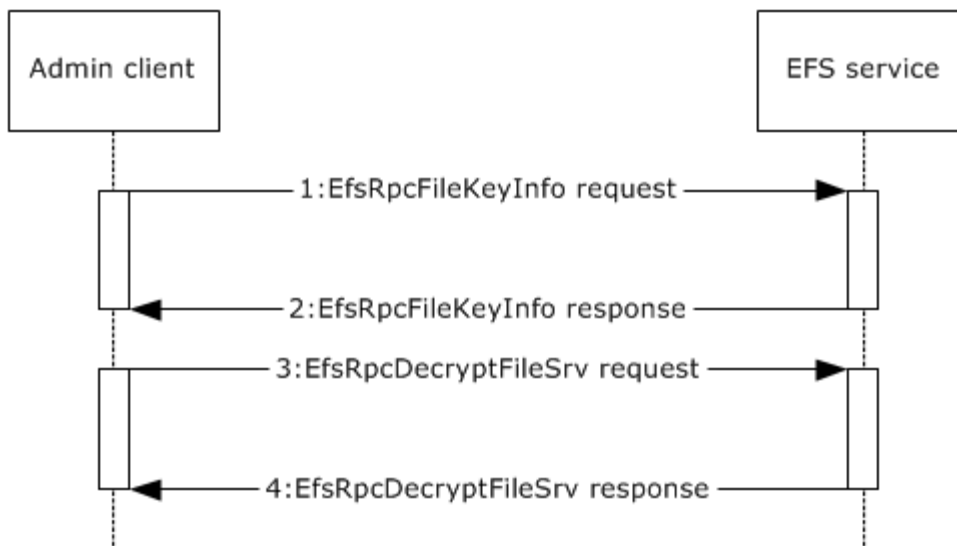 Admin client
EFS service
1:EfsRpcFileKeyInfo request
2:EfsRpcFileKeyInfo response
3:EfsRpcDecryptFileSrv request
4:EfsRpcDecryptFileSrv response